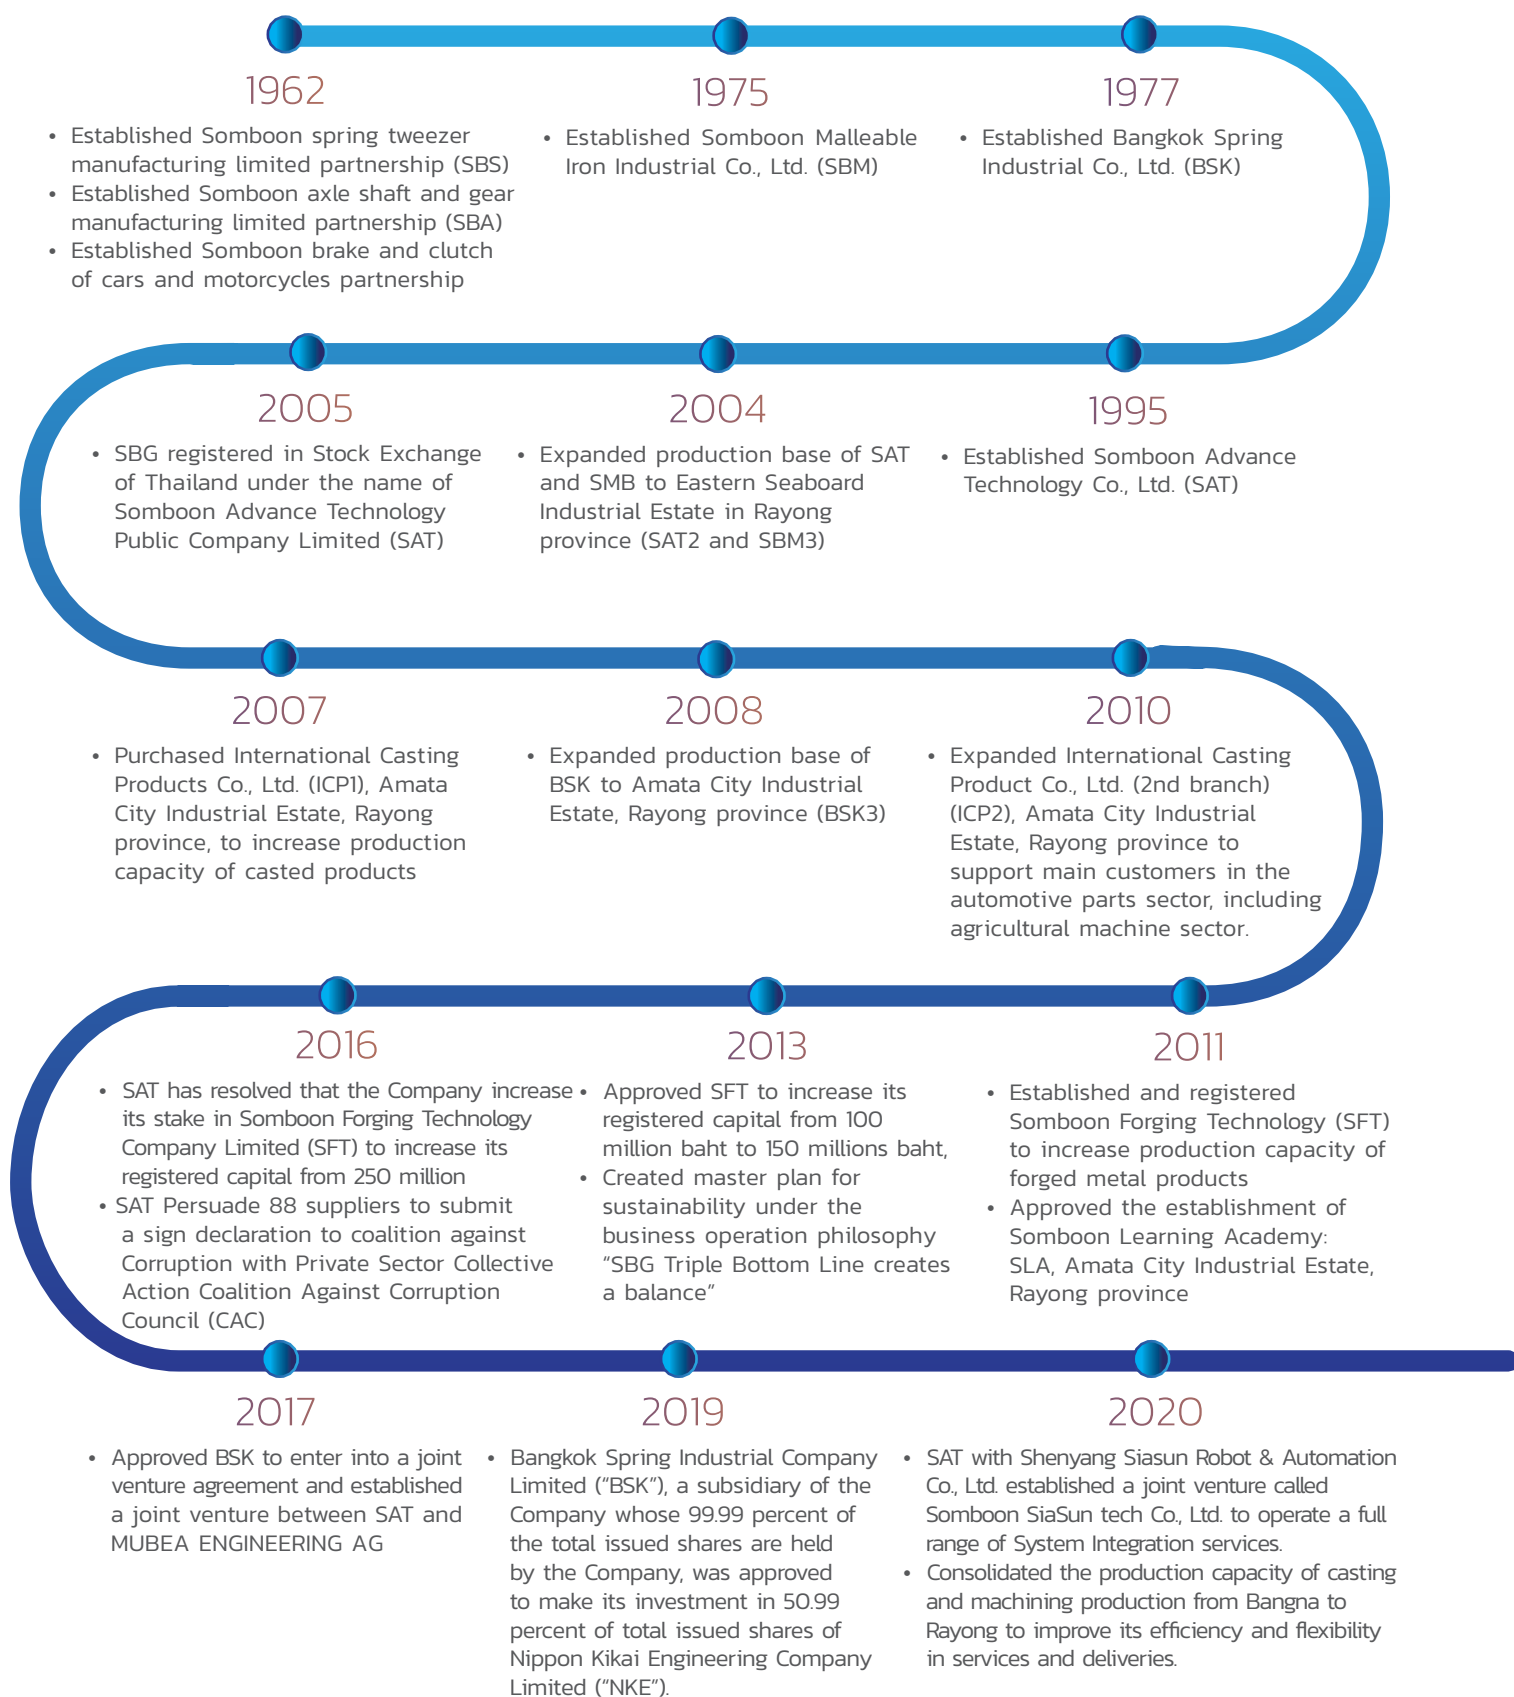 1962
• Established Somboon spring tweezer
manufacturing limited partnership (SBS)
• Established Somboon axle shaft and gear
manufacturing limited partnership (SBA)
• Established Somboon brake and clutch
of cars and motorcycles partnership
1975
• Established Somboon Malleable
Iron Industrial Co., Ltd. (SBM)
1977
• Established Bangkok Spring
Industrial Co., Ltd. (BSK)
1995
• Established Somboon Advance
Technology Co., Ltd. (SAT)
2004
• Expanded production base of SAT
and SMB to Eastern Seaboard
Industrial Estate in Rayong
province (SAT2 and SBM3)
2005
• SBG registered in Stock Exchange
of Thailand under the name of
Somboon Advance Technology
Public Company Limited (SAT)
2007
• Purchased International Casting
Products Co., Ltd. (ICP1), Amata
City Industrial Estate, Rayong
province, to increase production
capacity of casted products
2008
• Expanded production base of
BSK to Amata City Industrial
Estate, Rayong province (BSK3)
2010
• Expanded International Casting
Product Co., Ltd. (2nd branch)
(ICP2), Amata City Industrial
Estate, Rayong province to
support main customers in the
automotive parts sector, including
agricultural machine sector.
2011
• Established and registered
Somboon Forging Technology (SFT)
to increase production capacity of
forged metal products
• Approved the establishment of
Somboon Learning Academy:
SLA, Amata City Industrial Estate,
Rayong province
2013
• Approved SFT to increase its
registered capital from 100
million baht to 150 millions baht,
• Created master plan for
sustainability under the
business operation philosophy
“SBG Triple Bottom Line creates
a balance”
2016
• SAT has resolved that the Company increase
its stake in Somboon Forging Technology
Company Limited (SFT) to increase its
registered capital from 250 million
• SAT Persuade 88 suppliers to submit
a sign declaration to coalition against
Corruption with Private Sector Collective
Action Coalition Against Corruption
Council (CAC)
2017
• Approved BSK to enter into a joint
venture agreement and established
a joint venture between SAT and
MUBEA ENGINEERING AG
2019
• Bangkok Spring Industrial Company
Limited (“BSK”), a subsidiary of the
Company whose 99.99 percent of
the total issued shares are held
by the Company, was approved
to make its investment in 50.99
percent of total issued shares of
Nippon Kikai Engineering Company
Limited (“NKE”).
2020
• SAT with Shenyang Siasun Robot & Automation
Co., Ltd. established a joint venture called
Somboon SiaSun tech Co., Ltd. to operate a full
range of System Integration services.
• Consolidated the production capacity of casting
and machining production from Bangna to
Rayong to improve its efficiency and flexibility
in services and deliveries.